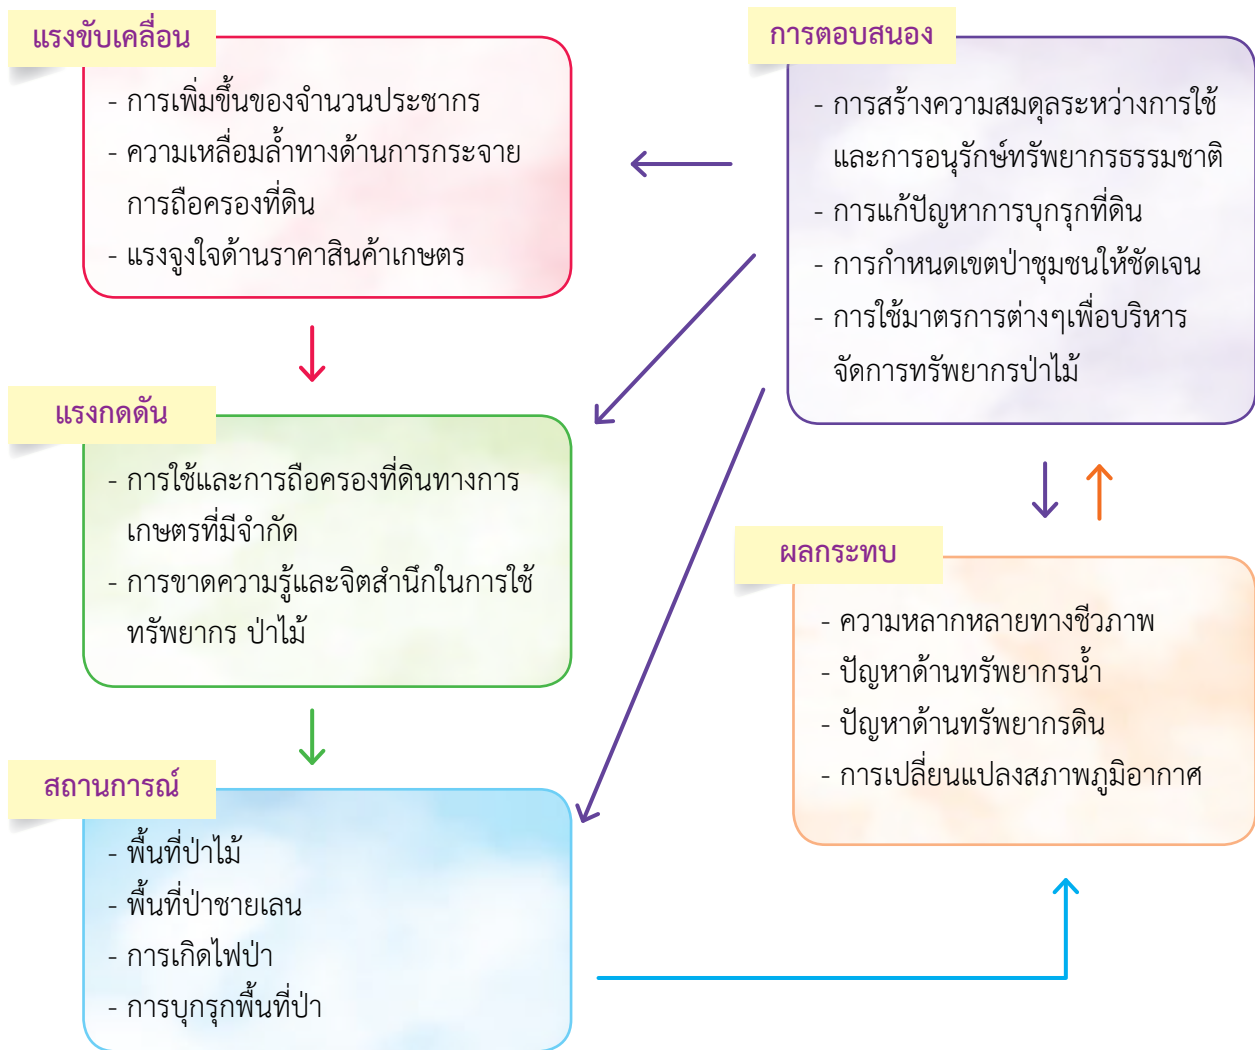 แรงขับเคลื่อน
- การเพิ่มขึ้นของจำนวนประชากร
- ความเหลื่อมล้ำทางด้านการกระจาย
การถือครองที่ดิน
- แรงจูงใจด้านราคาสินค้าเกษตร
แรงกดดัน
- การใช้และการถือครองที่ดินทางการ
เกษตรที่มีจำกัด
- การขาดความรู้และจิตสำนึกในการใช้
ทรัพยากร ป่าไม้
สถานการณ์
- พื้นที่ป่าไม้
- พื้นที่ป่าชายเลน
- การเกิดไฟป่า
- การบุกรุกพื้นที่ป่า
การตอบสนอง
- การสร้างความสมดุลระหว่างการใช้
และการอนุรักษ์ทรัพยากรธรรมชาติ
- การแก้ปัญหาการบุกรุกที่ดิน
- การกำหนดเขตป่าชุมชนให้ชัดเจน
- การใช้มาตรการต่างๆเพื่อบริหาร
จัดการทรัพยากรป่าไม้
ผลกระทบ
- ความหลากหลายทางชีวภาพ
- ปัญหาด้านทรัพยากรน้ำ
- ปัญหาด้านทรัพยากรดิน
- การเปลี่ยนแปลงสภาพภูมิอากาศ